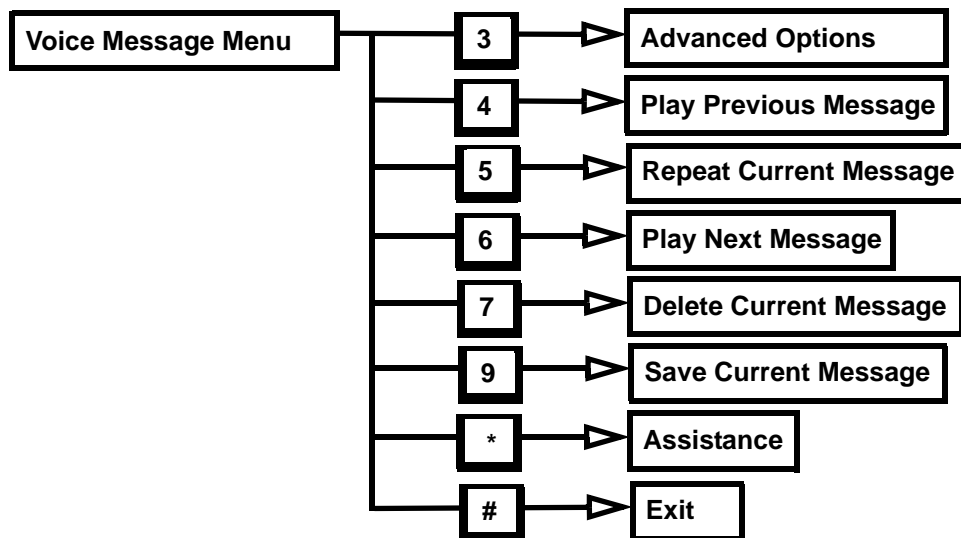 Voice Message Menu
3 Advanced Options
4 Play Previous Message
5 Repeat Current Message
6 Play Next Message
7 Delete Current Message
9 Save Current Message
* Assistance
# Exit